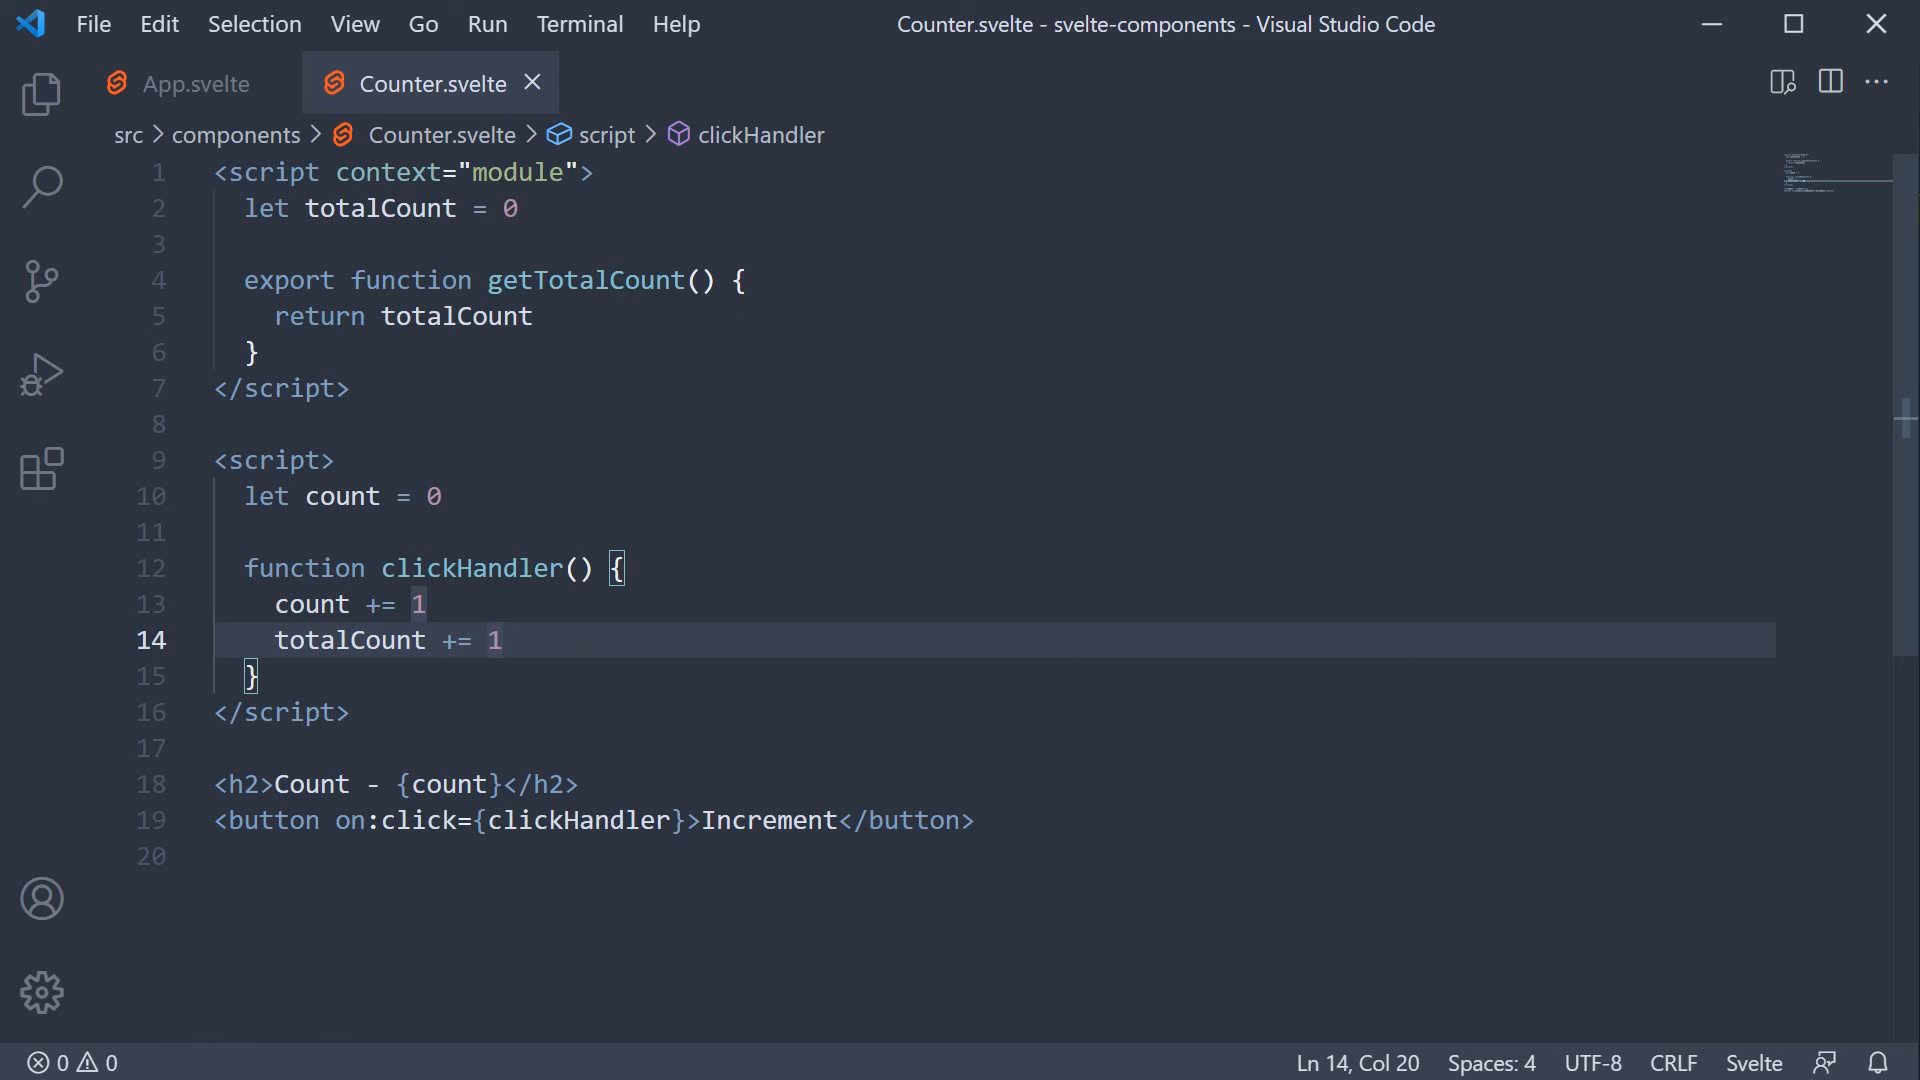 File Edit Selection View Go Run Terminal Help Counter.svelte - svelte-components - Visual Studio Code
App.svelte Counter.svelte
src > components > Counter.svelte > script > clickHandler
1 <script context="module">
2 let totalCount = 0
3
4 export function getTotalCount() {
5 return totalCount
6 }
7 </script>
8
9 <script>
10 let count = 0
11
12 function clickHandler() {
13 count += 1
14 totalCount += 1
15 }
16 </script>
17
18 <h2>Count - {count}</h2>
19 <button on:click={clickHandler}>Increment</button>
20
0 0 Ln 14, Col 20 Spaces: 4 UTF-8 CRLF Svelte